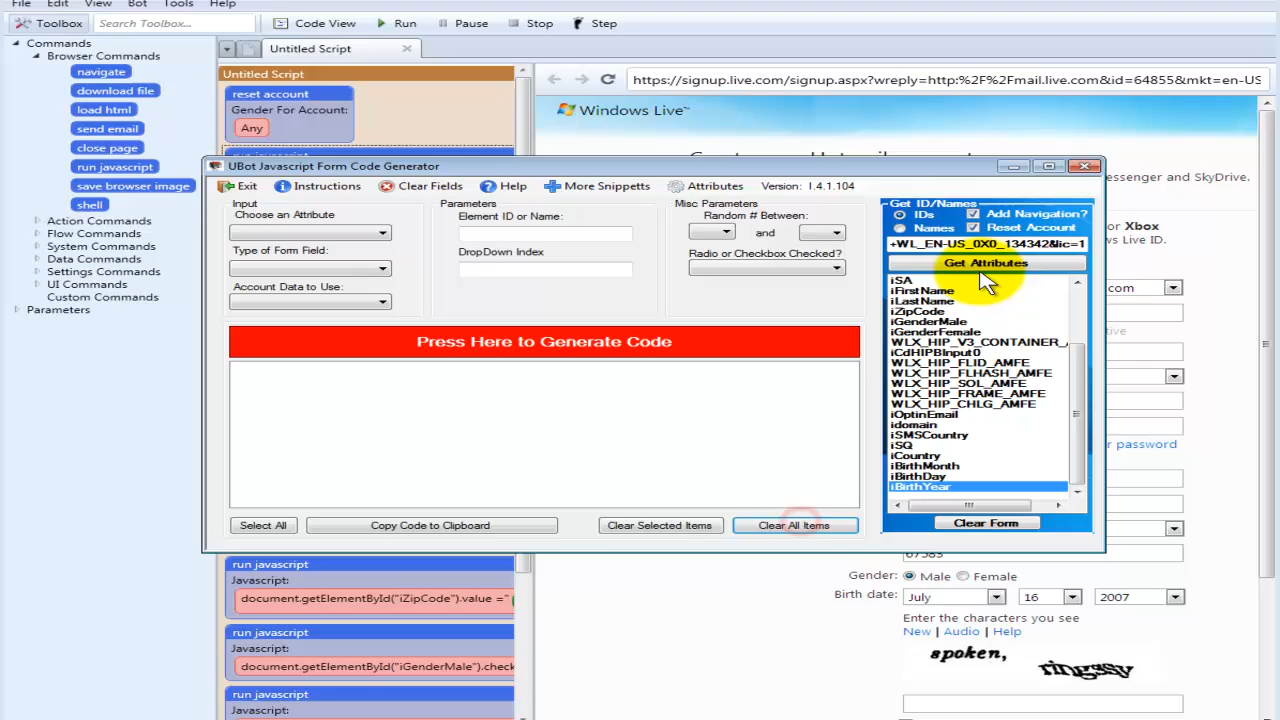 File Edit View Bot Tools Help
Toolbox Search Toolbox... Code View Run Pause Stop Step
Commands
Browser Commands
navigate
download file
load html
send email
close page
run javascript
save browser image
shell
Action Commands
Flow Commands
System Commands
Data Commands
Settings Commands
UI Commands
Custom Commands
Parameters
Untitled Script
Untitled Script
reset account
Gender For Account:
Any
https://signup.live.com/signup.aspx?wreply=http:%2F%2Fmail.live.com&id=64855&mkt=en-US
Windows Live™
essenger and SkyDrive.
or Xbox
ws Live ID.
UBot Javascript Form Code Generator
Exit Instructions Clear Fields Help More Snippetts Attributes Version: 1.4.1.104
Input
Choose an Attribute
Type of Form Field:
Account Data to Use:
Parameters
Element ID or Name:
DropDown Index
Misc Parameters
Random # Between:
and
Radio or Checkbox Checked?
Get ID/Names
IDs Add Navigation?
Names Reset Account
+WL_EN-US_0X0_134342&lic=1
Get Attributes
iSA
iFirstName
iLastName
iZipCode
iGenderMale
iGenderFemale
WLX_HIP_V3_CONTAINER_
iCdHIPBInput0
WLX_HIP_FLID_AMFE
WLX_HIP_FLHASH_AMFE
WLX_HIP_SOL_AMFE
WLX_HIP_FRAME_AMFE
WLX_HIP_CHLG_AMFE
iOptinEmail
idomain
iSMSCountry
iSQ
iCountry
iBirthMonth
iBirthDay
iBirthYear
Clear Form
Press Here to Generate Code
Select All Copy Code to Clipboard Clear Selected Items Clear All Items
com
password
run javascript
Javascript:
document.getElementById("iZipCode").value ="
run javascript
Javascript:
document.getElementById("iGenderMale").check
run javascript
Javascript:
67583
Gender: Male Female
Birth date: July 16 2007
Enter the characters you see
New | Audio | Help
spoken,